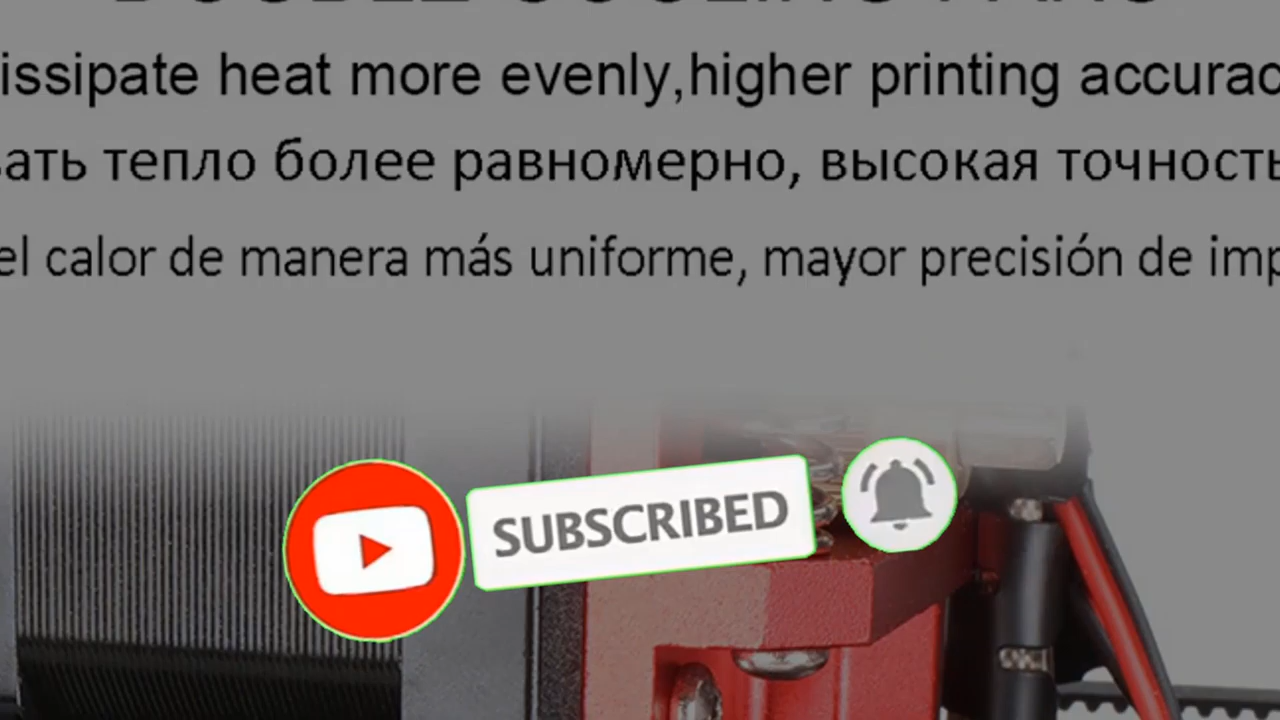 issipate heat more evenly,higher printing accurac
вать тепло более равномерно, высокая точность
el calor de manera más uniforme, mayor precisión de imp
SUBSCRIBED